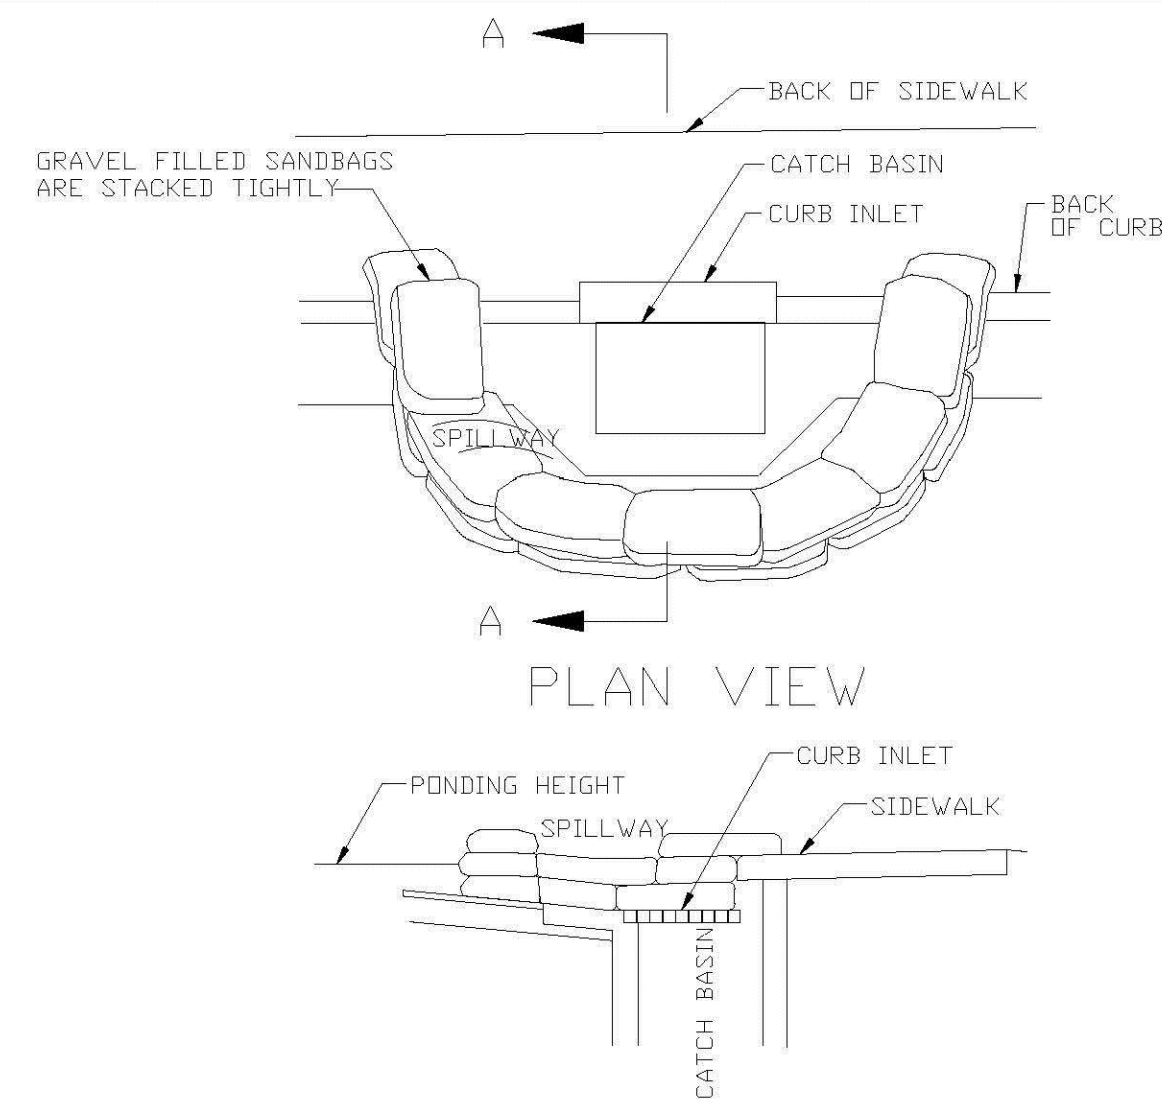 A
BACK OF SIDEWALK
GRAVEL FILLED SANDBAGS
ARE STACKED TIGHTLY
CATCH BASIN
CURB INLET
BACK
OF CURB
SPILLWAY
A
PLAN VIEW
CURB INLET
PONDING HEIGHT
SIDEWALK
SPILLWAY
CATCH BASIN